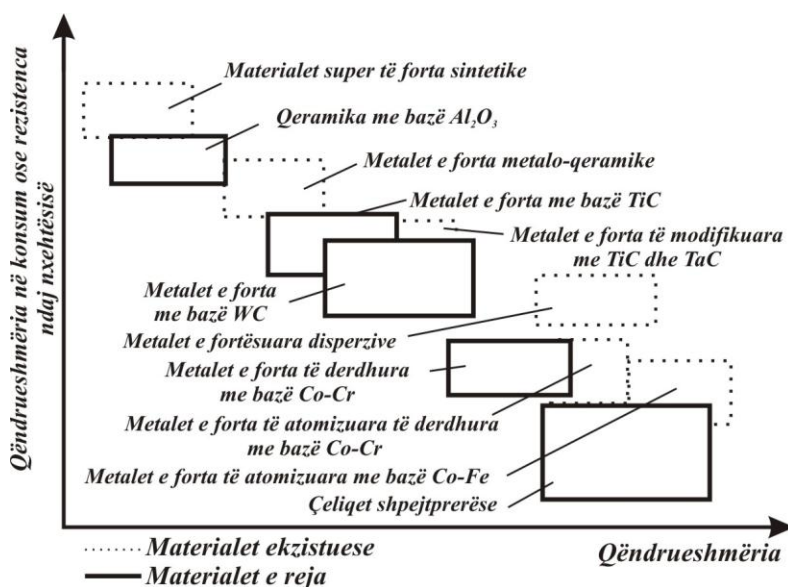 Qëndrueshmëria në konsum ose rezistenca
ndaj nxehtësisë
Materialet super të forta sintetike
Qeramika me bazë Al₂O₃
Metalet e forta metalo-qeramike
Metalet e forta me bazë TiC
Metalet e forta të modifikuara
me TiC dhe TaC
Metalet e forta
me bazë WC
Metalet e fortësuara disperzive
Metalet e forta të derdhura
me bazë Co-Cr
Metalet e forta të atomizuara të derdhura
me bazë Co-Cr
Metalet e forta të atomizuara me bazë Co-Fe
Çeliqet shpejtprerëse
Materialet ekzistuese
Qëndrueshmëria
Materialet e reja